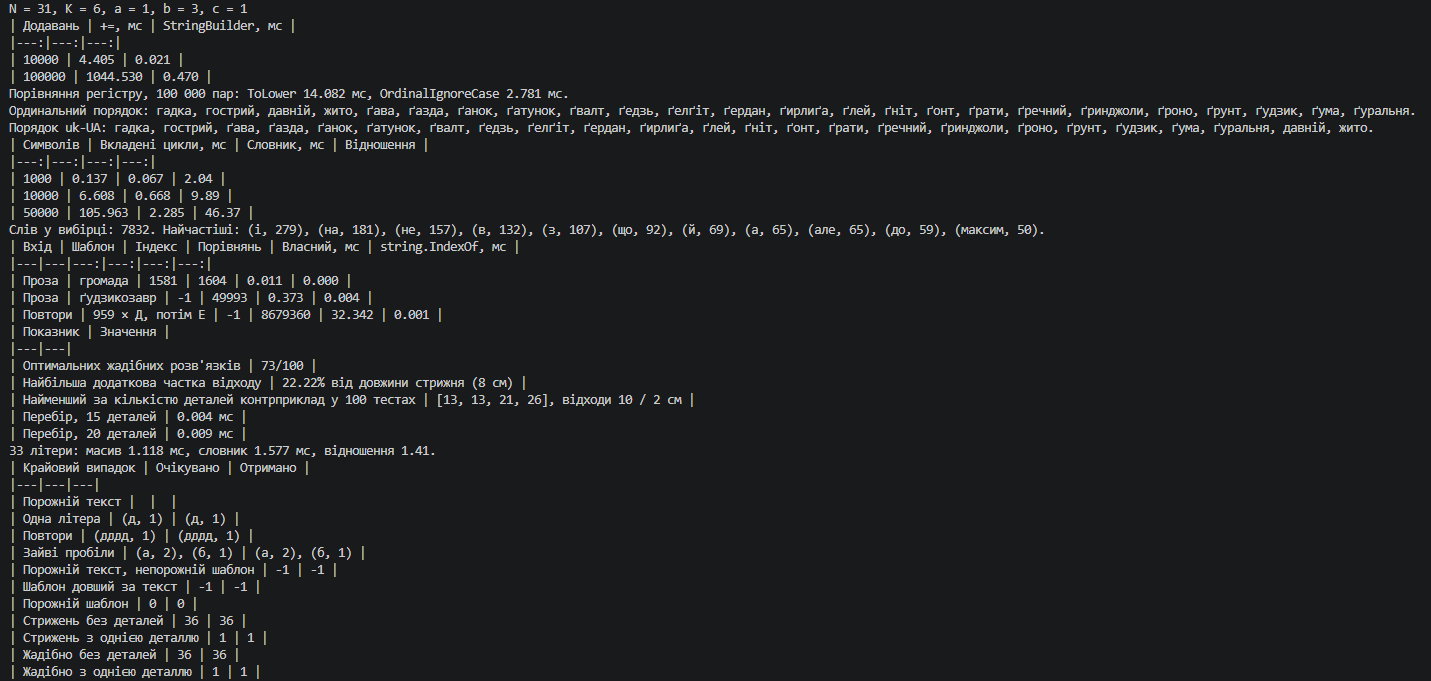 N = 31, K = 6, a = 1, b = 3, c = 1
| Додавань | +=, мс | StringBuilder, мс |
|---:|---:|---:|
| 10000 | 4.405 | 0.021 |
| 100000 | 1044.530 | 0.470 |
Порівняння регістру, 100 000 пар: ToLower 14.082 мс, OrdinalIgnoreCase 2.781 мс.
Ординальний порядок: гадка, гострий, давній, жито, ґава, ґазда, ґанок, ґатунок, ґвалт, ґедзь, ґелґіт, ґердан, ґирлиґа, ґлей, ґніт, ґонт, ґрати, ґречний, ґринджоли, ґроно, ґрунт, ґудзик, ґума, ґуральня.
Порядок uk-UA: гадка, гострий, ґава, ґазда, ґанок, ґатунок, ґвалт, ґедзь, ґелґіт, ґердан, ґирлиґа, ґлей, ґніт, ґонт, ґрати, ґречний, ґринджоли, ґроно, ґрунт, ґудзик, ґума, ґуральня, давній, жито.
| Символів | Вкладені цикли, мс | Словник, мс | Відношення |
|---:|---:|---:|---:|
| 1000 | 0.137 | 0.067 | 2.04 |
| 10000 | 6.608 | 0.668 | 9.89 |
| 50000 | 105.963 | 2.285 | 46.37 |
Слів у вибірці: 7832. Найчастіші: (і, 279), (на, 181), (не, 157), (в, 132), (з, 107), (що, 92), (й, 69), (а, 65), (але, 65), (до, 59), (максим, 50).
| Вхід | Шаблон | Індекс | Порівнянь | Власний, мс | string.IndexOf, мс |
|---|---|---:|---:|---:|---:|
| Проза | громада | 1581 | 1604 | 0.011 | 0.000 |
| Проза | ґудзикозавр | -1 | 49993 | 0.373 | 0.004 |
| Повтори | 959 × Д, потім Е | -1 | 8679360 | 32.342 | 0.001 |
| Показник | Значення |
|---|---|
| Оптимальних жадібних розв'язків | 73/100 |
| Найбільша додаткова частка відходу | 22.22% від довжини стрижня (8 см) |
| Найменший за кількістю деталей контрприклад у 100 тестах | [13, 13, 21, 26], відходи 10 / 2 см |
| Перебір, 15 деталей | 0.004 мс |
| Перебір, 20 деталей | 0.009 мс |
33 літери: масив 1.118 мс, словник 1.577 мс, відношення 1.41.
| Крайовий випадок | Очікувано | Отримано |
|---|---|---|
| Порожній текст |  |  |
| Одна літера | (д, 1) | (д, 1) |
| Повтори | (дддд, 1) | (дддд, 1) |
| Зайві пробіли | (а, 2), (б, 1) | (а, 2), (б, 1) |
| Порожній текст, непорожній шаблон | -1 | -1 |
| Шаблон довший за текст | -1 | -1 |
| Порожній шаблон | 0 | 0 |
| Стрижень без деталей | 36 | 36 |
| Стрижень з однією деталлю | 1 | 1 |
| Жадібно без деталей | 36 | 36 |
| Жадібно з однією деталлю | 1 | 1 |